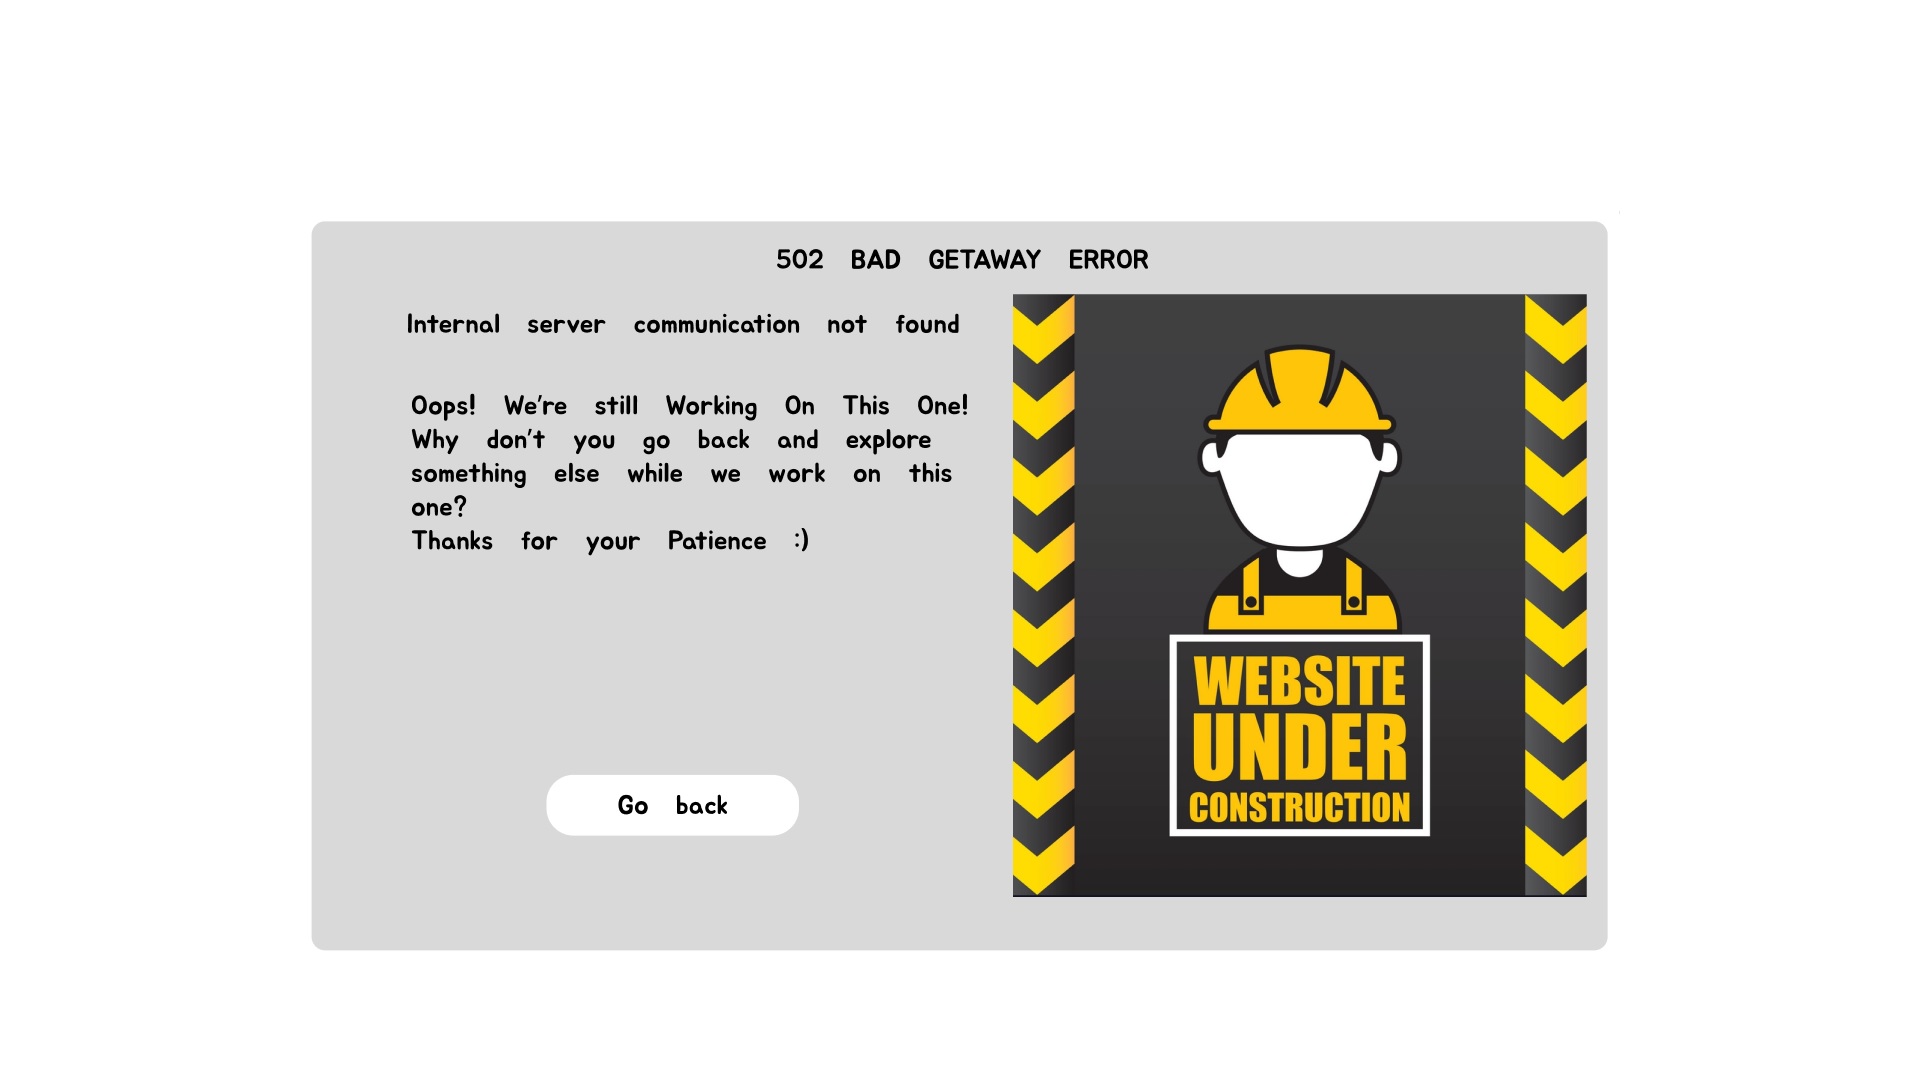 502 BAD GETAWAY ERROR
Internal server communication not found
Oops! We're still Working On This One!
Why don't you go back and explore
something else while we work on this
one?
Thanks for your Patience :)
Go back
WEBSITE
UNDER
CONSTRUCTION